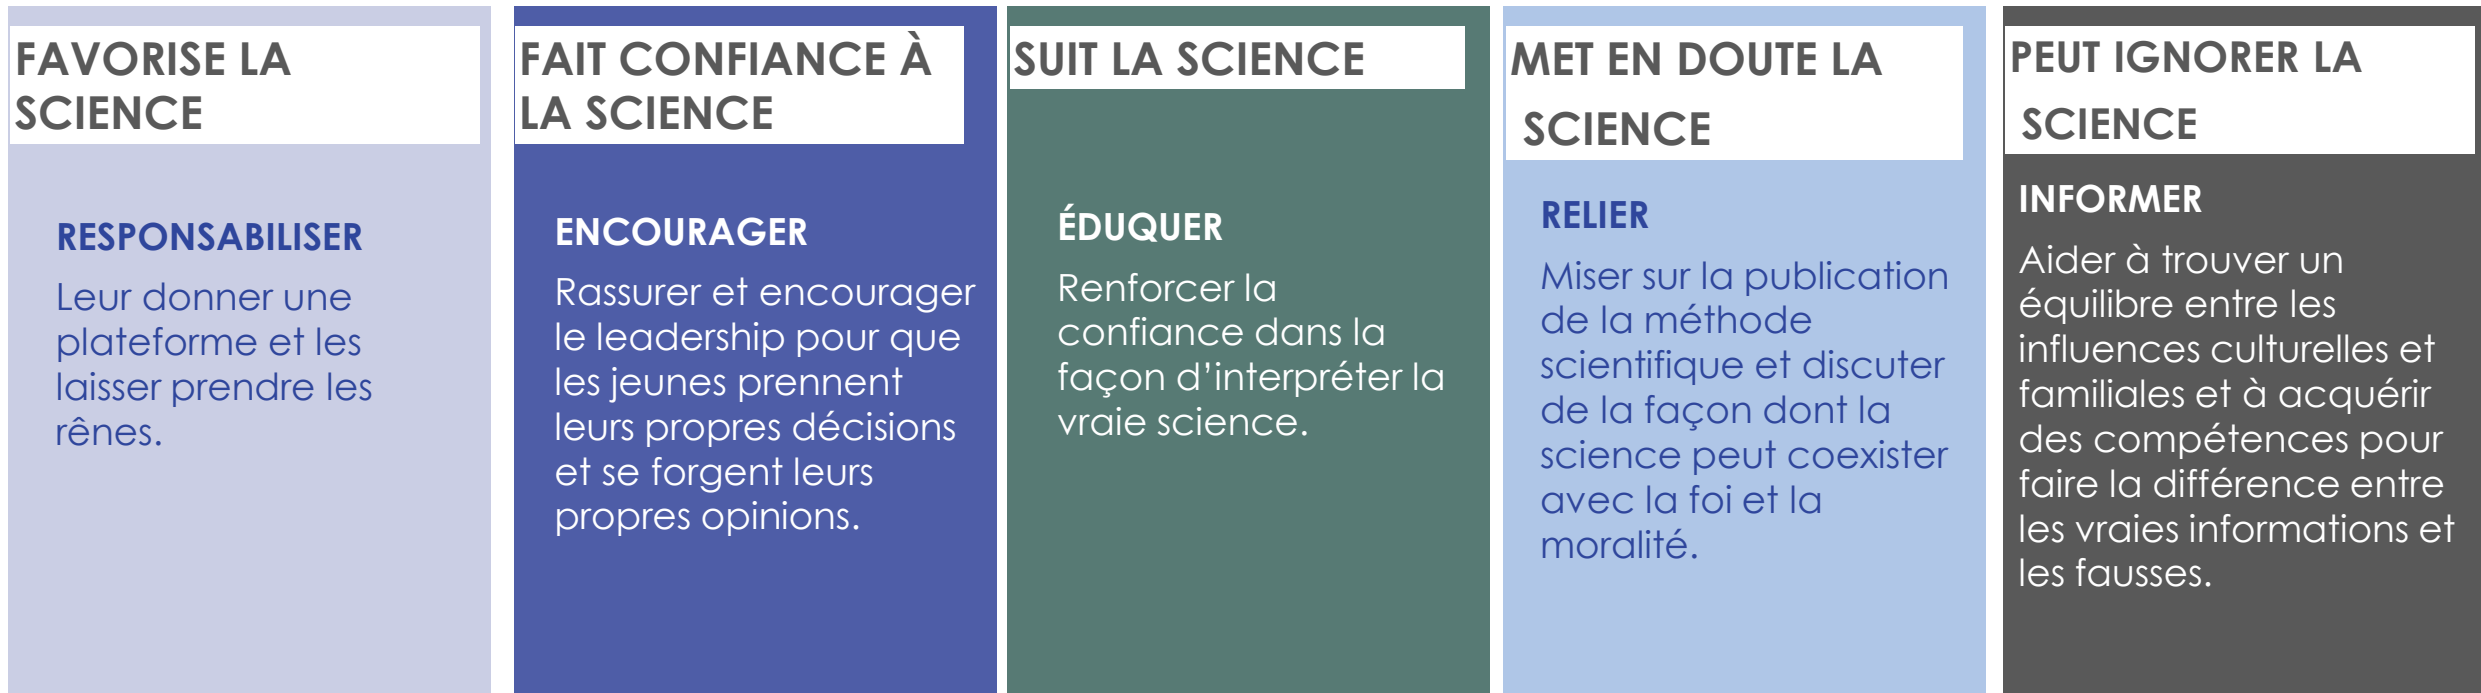 FAVORISE LA
SCIENCE
RESPONSABILISER
Leur donner une
plateforme et les
laisser prendre les
rênes.
FAIT CONFIANCE À
LA SCIENCE
ENCOURAGER
Rassurer et encourager
le leadership pour que
les jeunes prennent
leurs propres décisions
et se forgent leurs
propres opinions.
SUIT LA SCIENCE
ÉDUQUER
Renforcer la
confiance dans la
façon d’interpréter la
vraie science.
MET EN DOUTE LA
SCIENCE
RELIER
Miser sur la publication
de la méthode
scientifique et discuter
de la façon dont la
science peut coexister
avec la foi et la
moralité.
PEUT IGNORER LA
SCIENCE
INFORMER
Aider à trouver un
équilibre entre les
influences culturelles et
familiales et à acquérir
des compétences pour
faire la différence entre
les vraies informations et
les fausses.